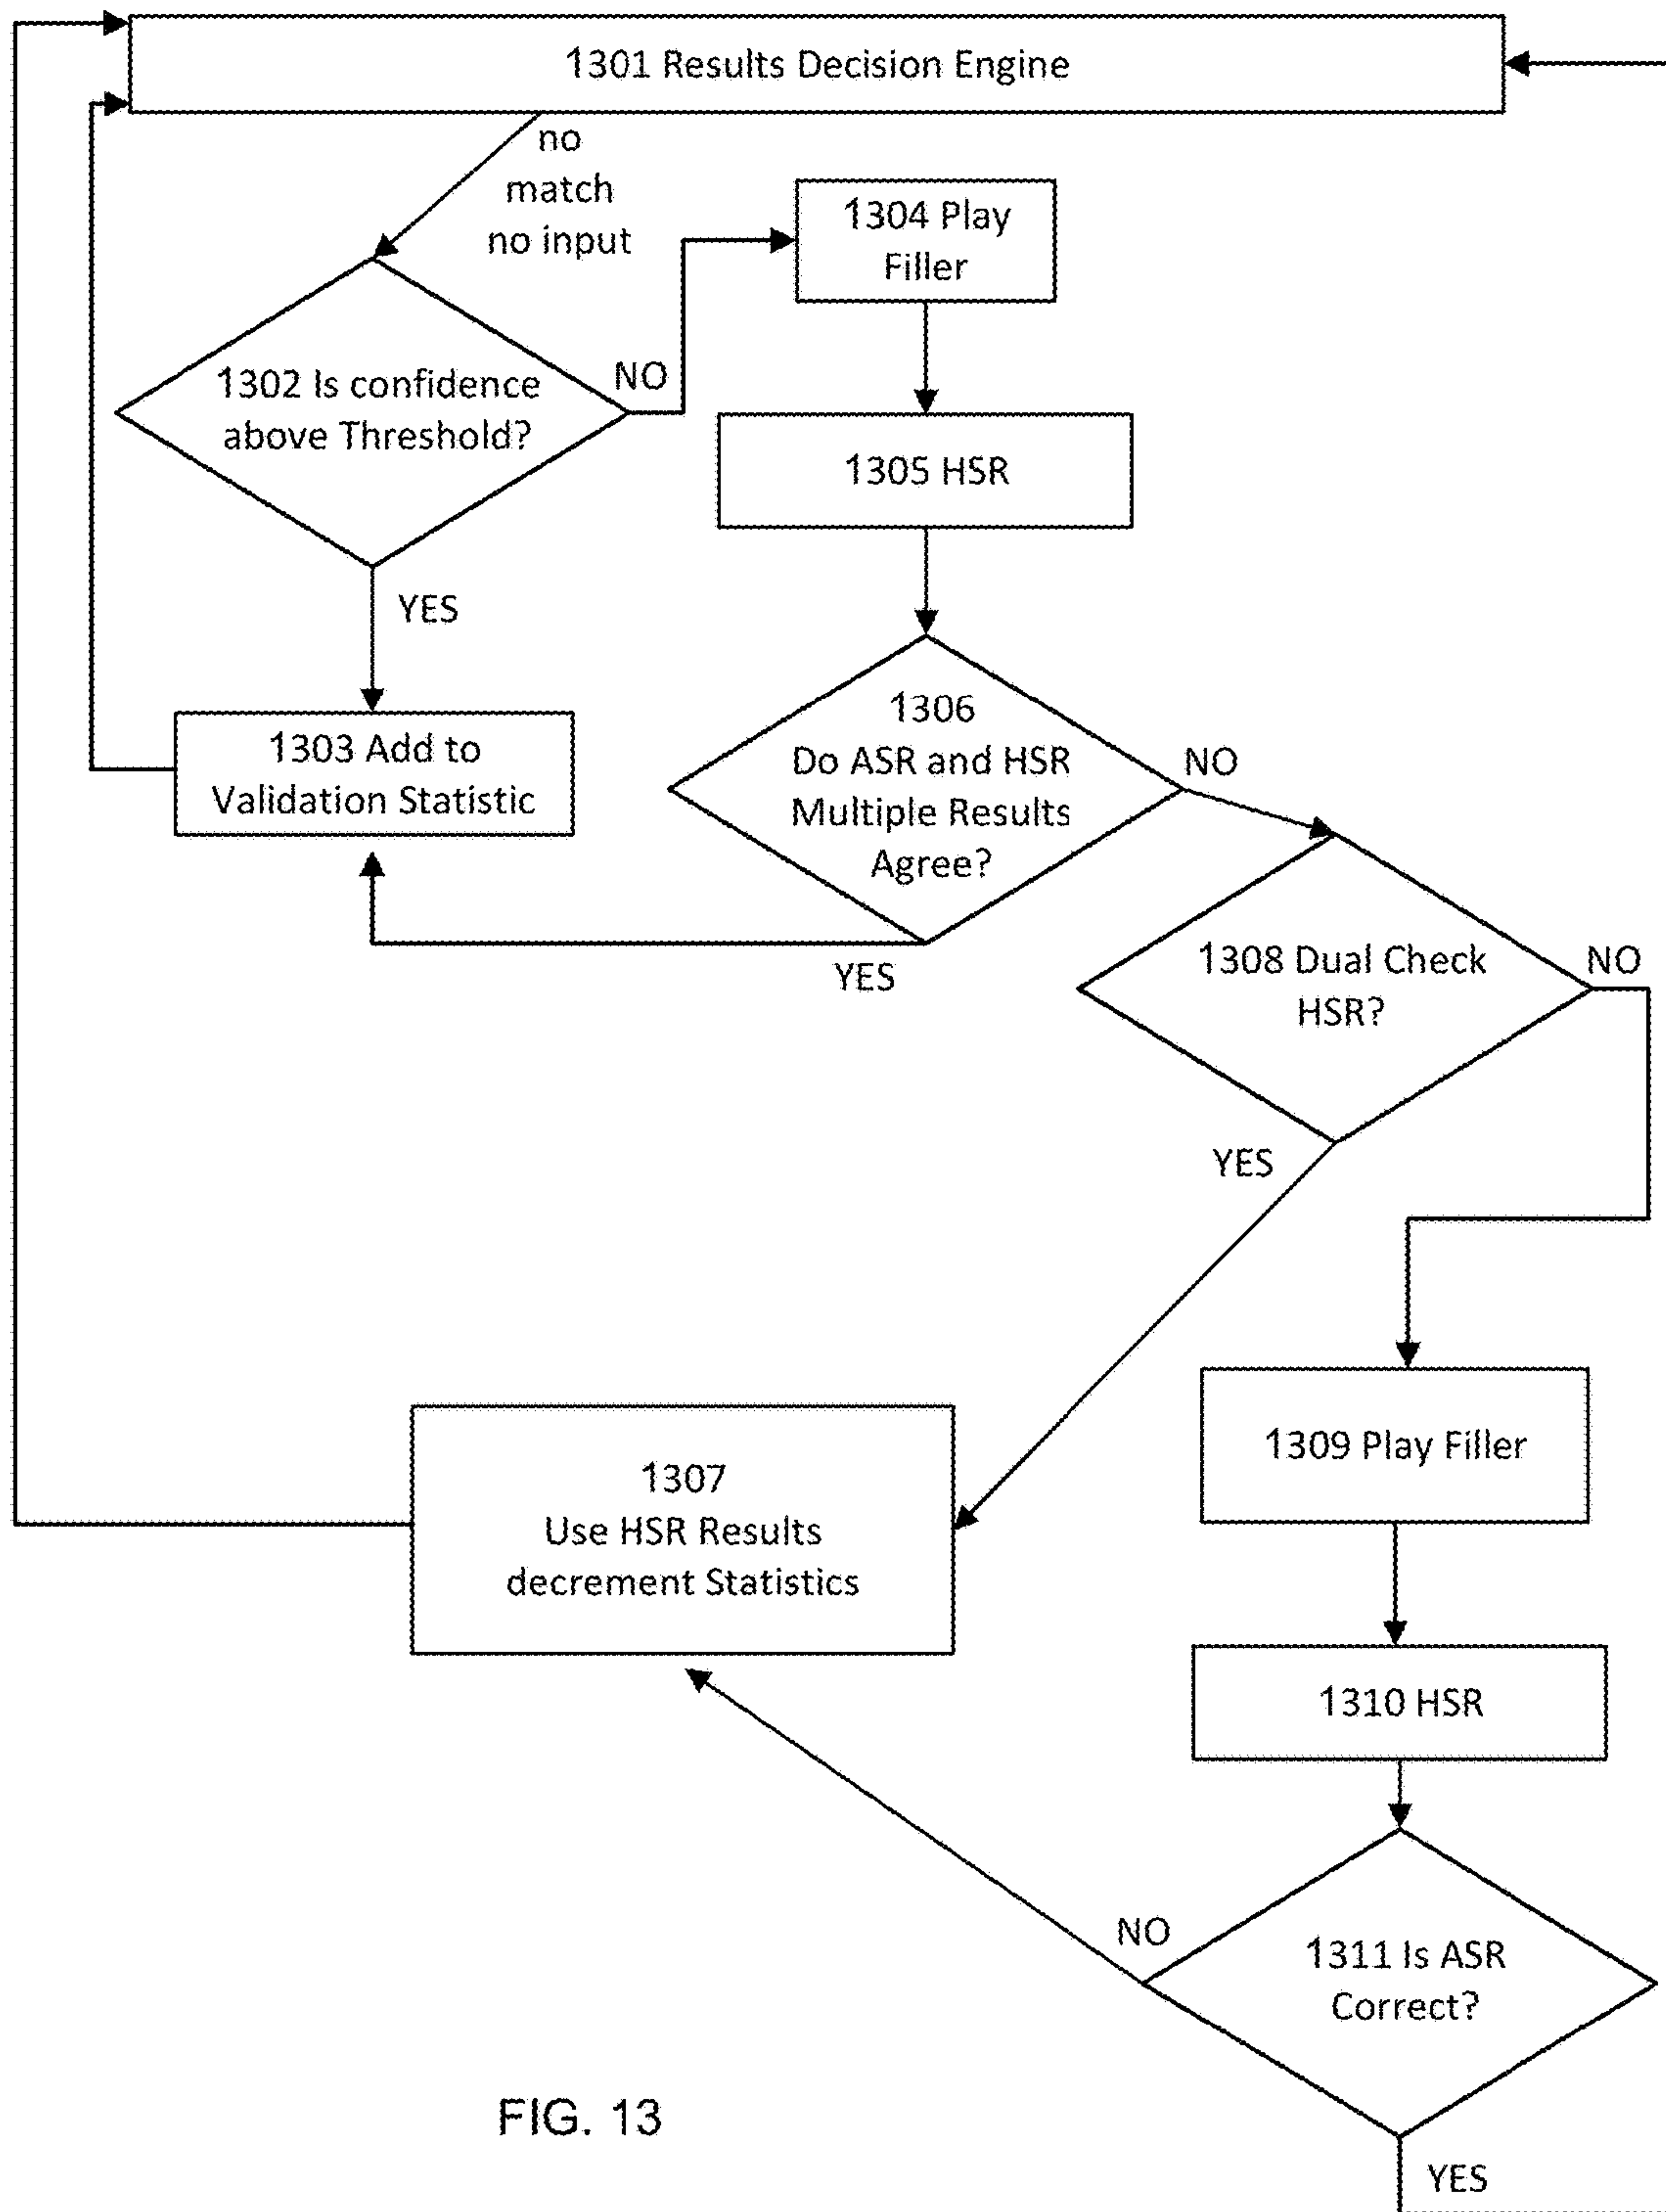 1301 Results Decision Engine
no
match
no input
1304 Play
Filler
1302 Is confidence
above Threshold?
NO
1305 HSR
YES
1303 Add to
Validation Statistic
1306
Do ASR and HSR
Multiple Results
Agree?
NO
YES
1308 Dual Check
HSR?
NO
YES
1309 Play Filler
1307
Use HSR Results
decrement Statistics
1310 HSR
NO
1311 Is ASR
Correct?
YES
FIG. 13